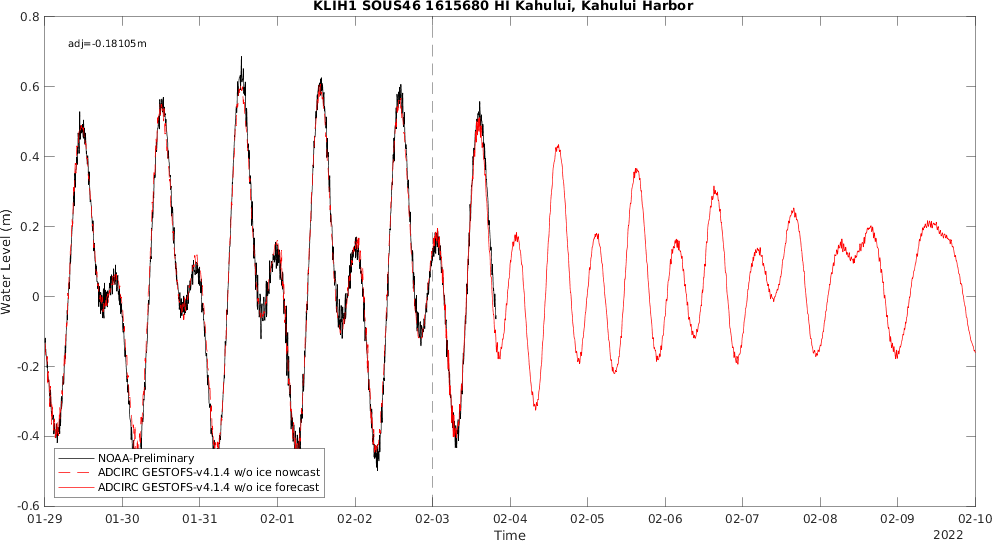 KLIH1 SOUS46 1615680 HI Kahului, Kahului Harbor
0.8
adj=-0.18105m
0.6
0.4
0.2
0
-0.2
-0.4
-0.6
Water Level (m)
NOAA-Preliminary
ADCIRC GESTOFS-v4.1.4 w/o ice nowcast
ADCIRC GESTOFS-v4.1.4 w/o ice forecast
01-29 01-30 01-31 02-01 02-02 02-03 02-04 02-05 02-06 02-07 02-08 02-09 02-10
Time
2022